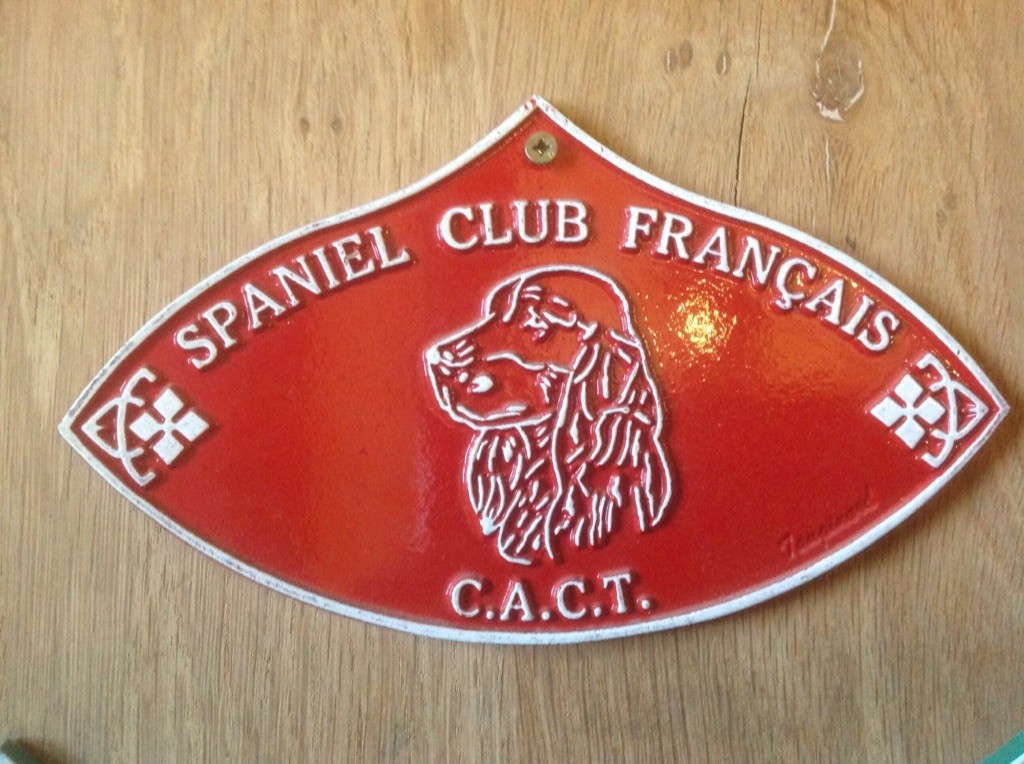 SPANIEL CLUB FRANÇAIS
C.A.C.T.